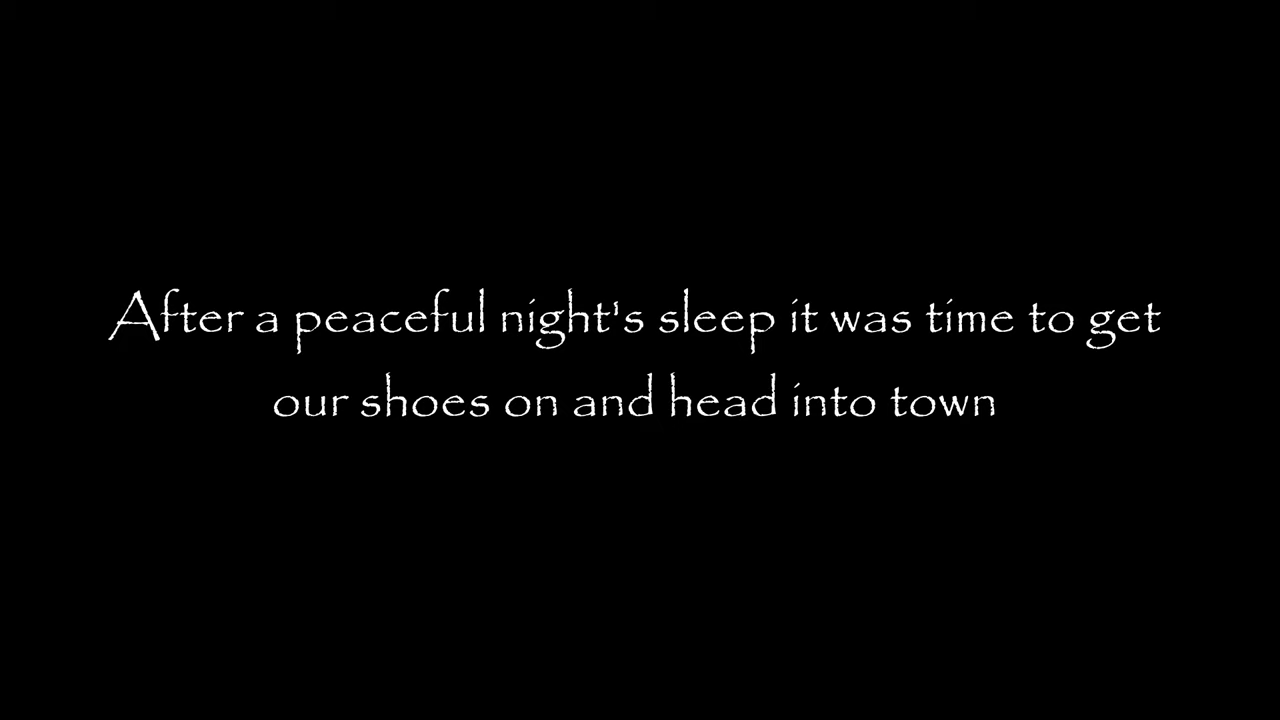 After a peaceful night's sleep it was time to get
our shoes on and head into town